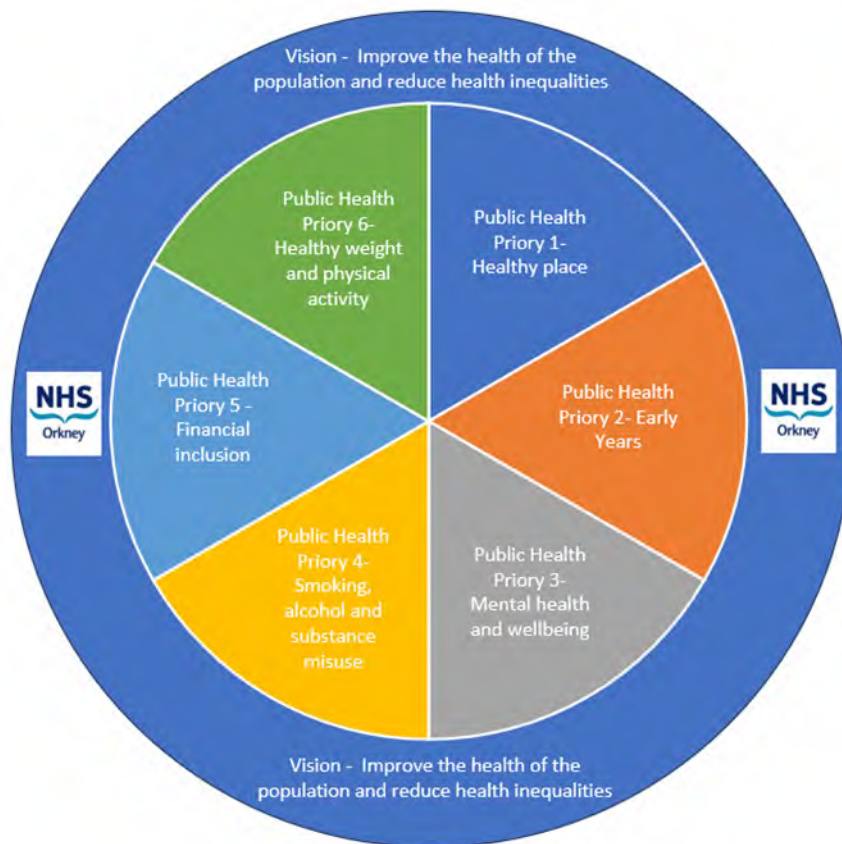 Vision - Improve the health of the
population and reduce health inequalities
Public Health
Priory 1-
Healthy place
Public Health
Priory 2- Early
Years
Public Health
Priory 3-
Mental health
and wellbeing
Public Health
Priory 4-
Smoking,
alcohol and
substance
misuse
Public Health
Priory 5 -
Financial
inclusion
Public Health
Priory 6-
Healthy weight
and physical
activity
NHS
Orkney
NHS
Orkney
Vision - Improve the health of the
population and reduce health inequalities